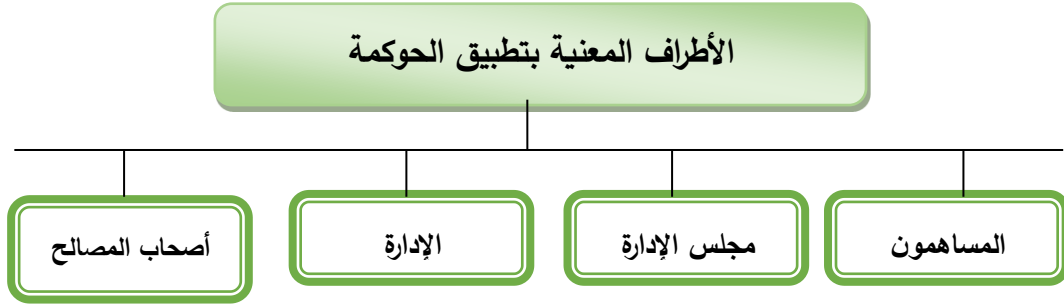 الأطراف المعنية بتطبيق الحوكمة
المساهمون
مجلس الإدارة
الإدارة
أصحاب المصالح